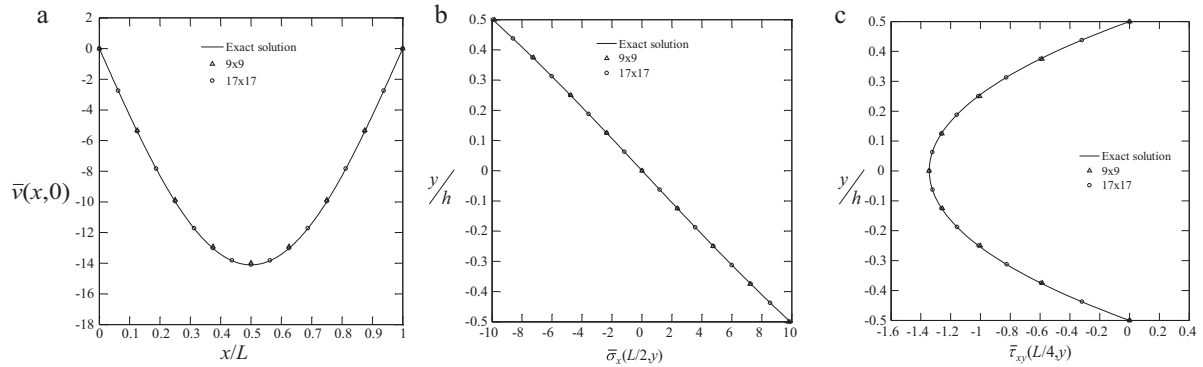 a
2
0
-2
-4
-6
-8
-10
-12
-14
-16
-18
0 0.1 0.2 0.3 0.4 0.5 0.6 0.7 0.8 0.9 1
v̄(x,0)
x/L
Exact solution
9x9
17x17
b
0.5
0.4
0.3
0.2
0.1
0
-0.1
-0.2
-0.3
-0.4
-0.5
-10 -8 -6 -4 -2 0 2 4 6 8 10
y/h
σ̄x(L/2,y)
Exact solution
9x9
17x17
c
0.5
0.4
0.3
0.2
0.1
0
-0.1
-0.2
-0.3
-0.4
-0.5
-1.6 -1.4 -1.2 -1 -0.8 -0.6 -0.4 -0.2 0 0.2 0.4
y/h
τ̄xy(L/4,y)
Exact solution
9x9
17x17